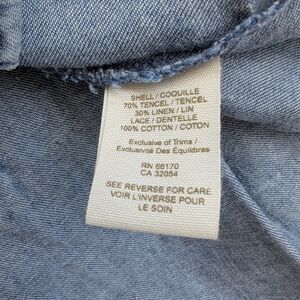 SHELL / COQUILLE
70% TENCEL / TENCEL
30% LINEN / LIN
LACE / DENTELLE
100% COTTON / COTON
Exclusive of Trims /
Exclusivité Des Équilibres
RN 66170
CA 32054
SEE REVERSE FOR CARE
VOIR L'INVERSE POUR
LE SOIN